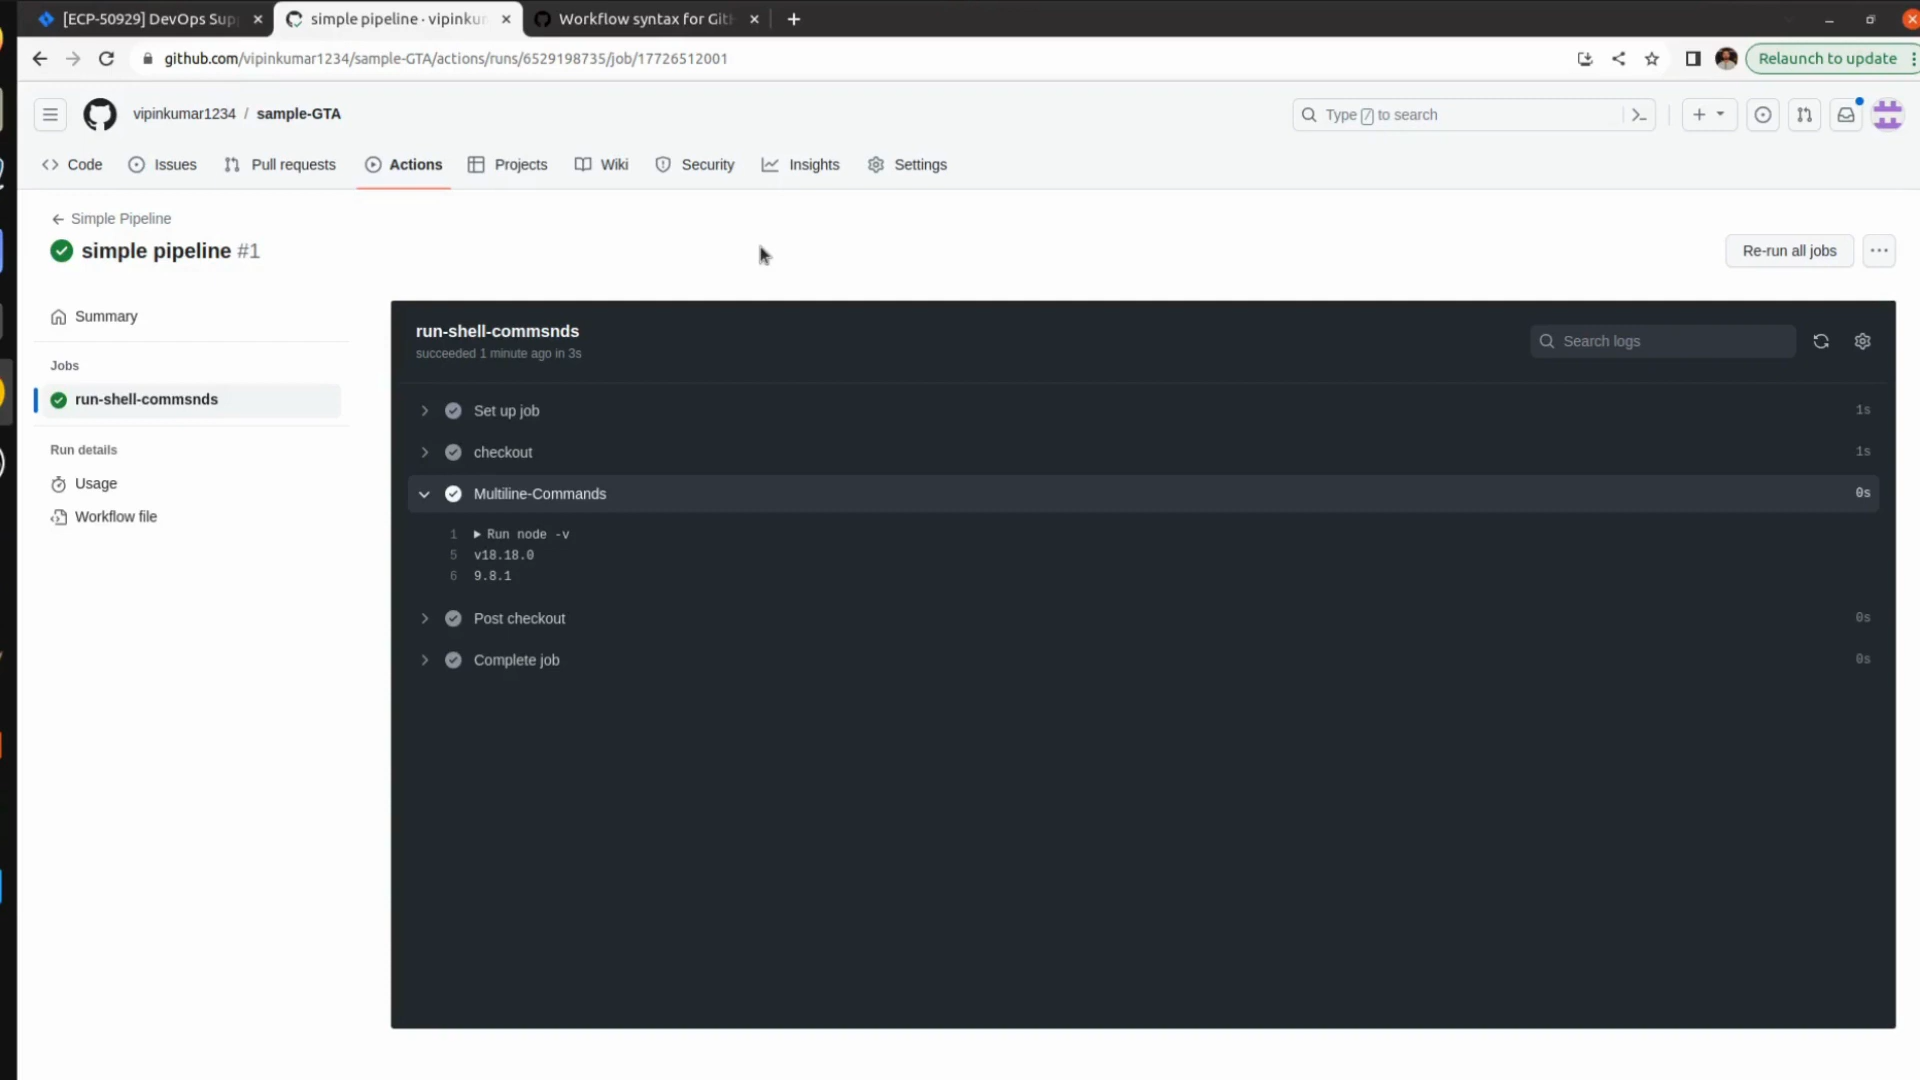 [ECP-50929] DevOps Sup
simple pipeline · vipinkum
Workflow syntax for Git
github.com/vipinkumar1234/sample-GTA/actions/runs/6529198735/job/17726512001
Relaunch to update
vipinkumar1234 / sample-GTA
Type / to search
Code
Issues
Pull requests
Actions
Projects
Wiki
Security
Insights
Settings
Simple Pipeline
simple pipeline #1
Re-run all jobs
Summary
Jobs
run-shell-commsnds
Run details
Usage
Workflow file
run-shell-commsnds
succeeded 1 minute ago in 3s
Search logs
Set up job 1s
checkout 1s
Multiline-Commands 0s
1 Run node -v
5 v18.18.0
6 9.8.1
Post checkout 0s
Complete job 0s